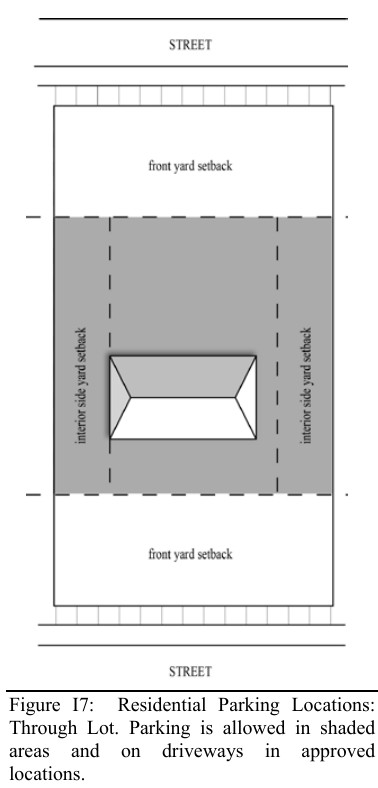 STREET
front yard setback
interior side yard setback
interior side yard setback
front yard setback
STREET
Figure I7: Residential Parking Locations:
Through Lot. Parking is allowed in shaded
areas and on driveways in approved
locations.